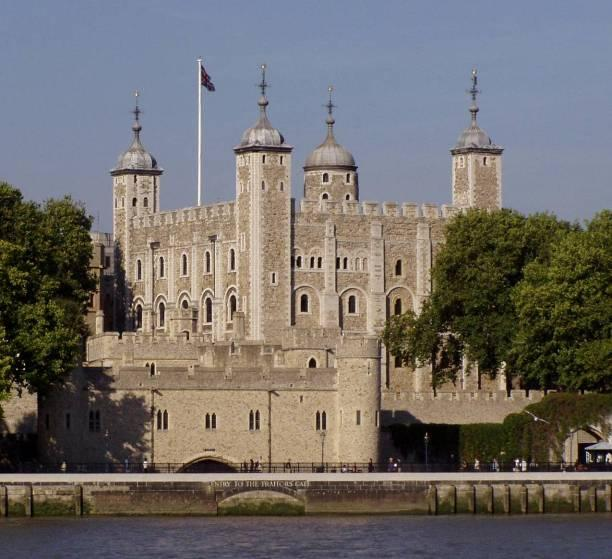 ENTRY TO THE TRAITORS GATE